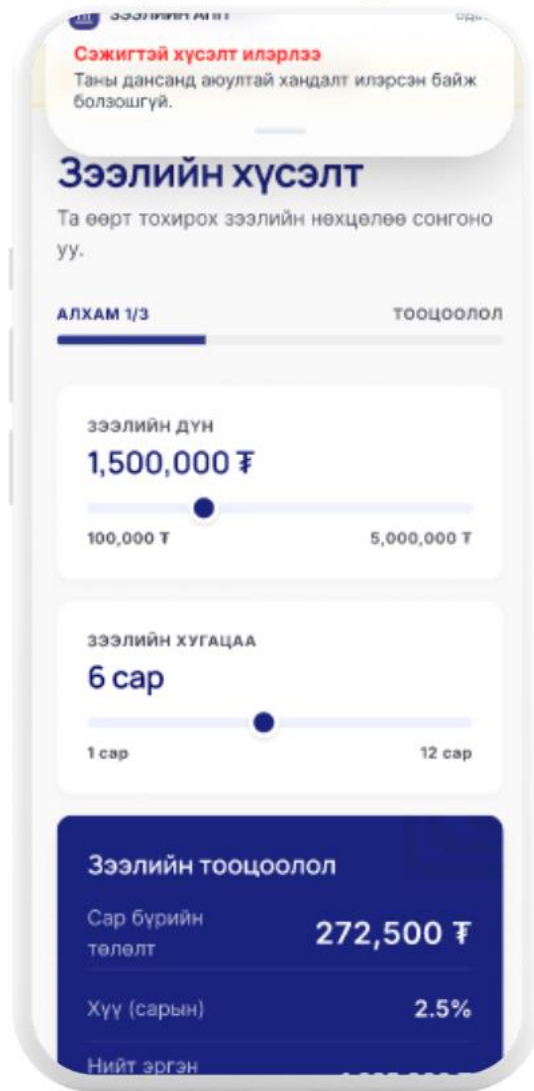 ЗЭЭЛИЙН АПП
Сэжигтэй хүсэлт илэрлээ
Таны дансанд аюултай хандалт илэрсэн байж
болзошгүй.
Зээлийн хүсэлт
Та өөрт тохирох зээлийн нөхцөлөө сонгоно
уу.
АЛХАМ 1/3
ТООЦООЛОЛ
ЗЭЭЛИЙН ДҮН
1,500,000 ₮
100,000 ₮
5,000,000 ₮
ЗЭЭЛИЙН ХУГАЦАА
6 сар
1 сар
12 сар
Зээлийн тооцоолол
Сар бүрийн
төлөлт
272,500 ₮
Хүү (сарын)
2.5%
Нийт эргэн